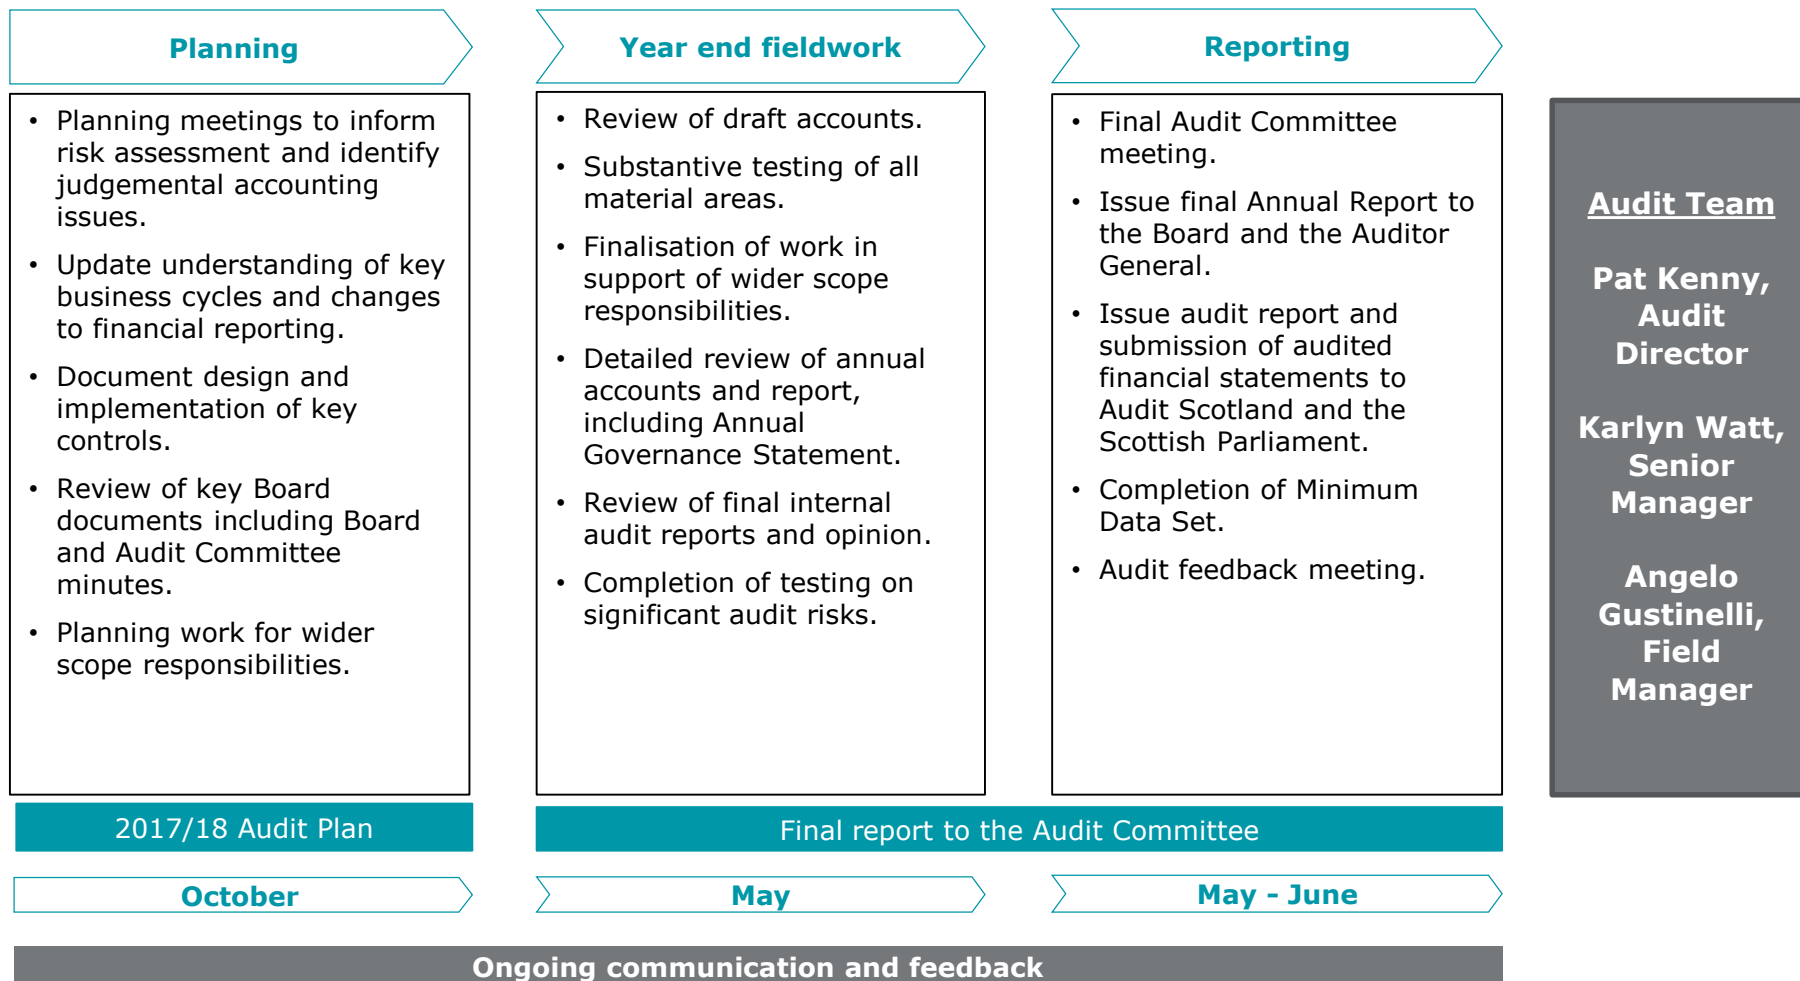 Planning
• Planning meetings to inform
risk assessment and identify
judgemental accounting
issues.
• Update understanding of key
business cycles and changes
to financial reporting.
• Document design and
implementation of key
controls.
• Review of key Board
documents including Board
and Audit Committee
minutes.
• Planning work for wider
scope responsibilities.
Year end fieldwork
• Review of draft accounts.
• Substantive testing of all
material areas.
• Finalisation of work in
support of wider scope
responsibilities.
• Detailed review of annual
accounts and report,
including Annual
Governance Statement.
• Review of final internal
audit reports and opinion.
• Completion of testing on
significant audit risks.
Reporting
• Final Audit Committee
meeting.
• Issue final Annual Report to
the Board and the Auditor
General.
• Issue audit report and
submission of audited
financial statements to
Audit Scotland and the
Scottish Parliament.
• Completion of Minimum
Data Set.
• Audit feedback meeting.
Audit Team
Pat Kenny,
Audit
Director
Karlyn Watt,
Senior
Manager
Angelo
Gustinelli,
Field
Manager
2017/18 Audit Plan
Final report to the Audit Committee
October
May
May - June
Ongoing communication and feedback